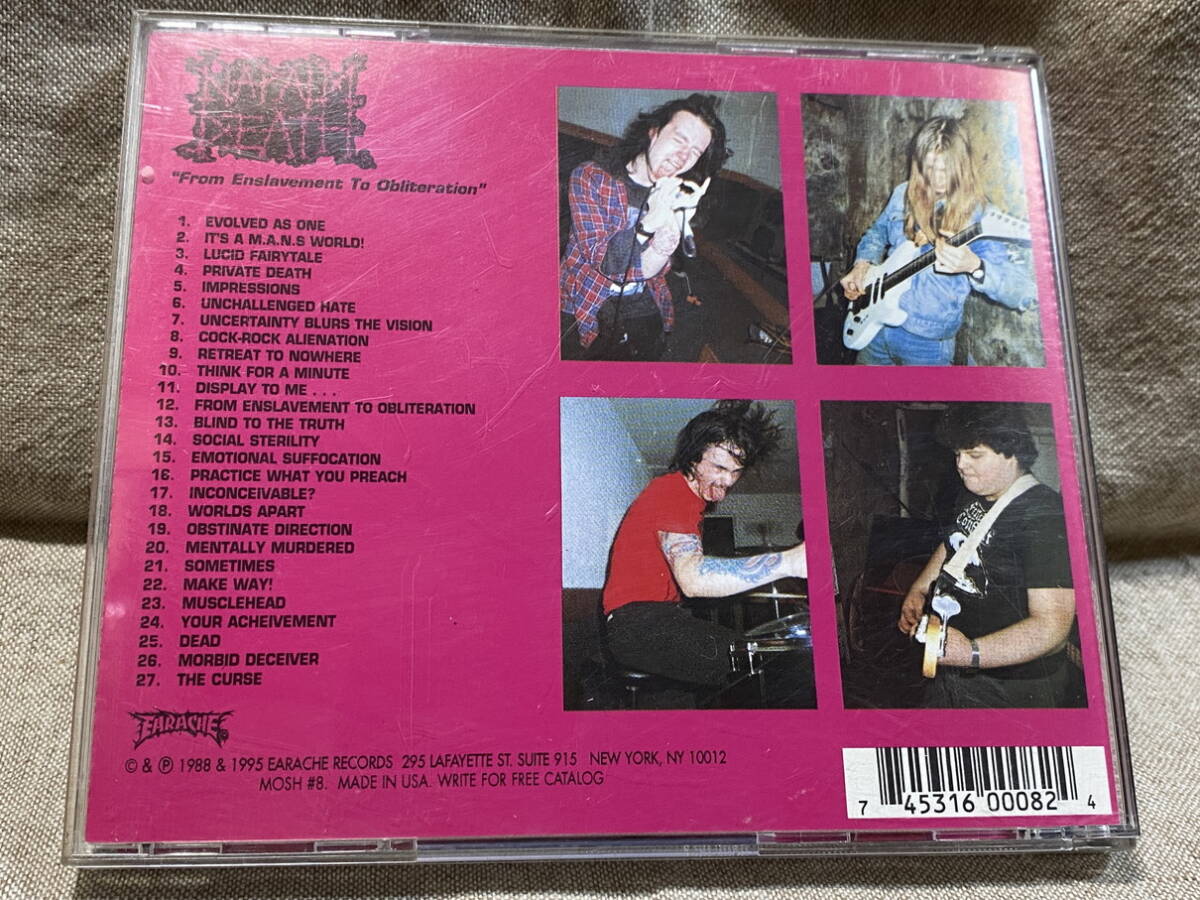 NAPALM
DEATH
"From Enslavement To Obliteration"
1. EVOLVED AS ONE
2. IT'S A M.A.N.S WORLD!
3. LUCID FAIRYTALE
4. PRIVATE DEATH
5. IMPRESSIONS
6. UNCHALLENGED HATE
7. UNCERTAINTY BLURS THE VISION
8. COCK-ROCK ALIENATION
9. RETREAT TO NOWHERE
10. THINK FOR A MINUTE
11. DISPLAY TO ME . . .
12. FROM ENSLAVEMENT TO OBLITERATION
13. BLIND TO THE TRUTH
14. SOCIAL STERILITY
15. EMOTIONAL SUFFOCATION
16. PRACTICE WHAT YOU PREACH
17. INCONCEIVABLE?
18. WORLDS APART
19. OBSTINATE DIRECTION
20. MENTALLY MURDERED
21. SOMETIMES
22. MAKE WAY!
23. MUSCLEHEAD
24. YOUR ACHEIVEMENT
25. DEAD
26. MORBID DECEIVER
27. THE CURSE
EARACHE
© & ℗ 1988 & 1995 EARACHE RECORDS 295 LAFAYETTE ST. SUITE 915 NEW YORK, NY 10012
MOSH #8. MADE IN USA. WRITE FOR FREE CATALOG
7 45316 00082 4